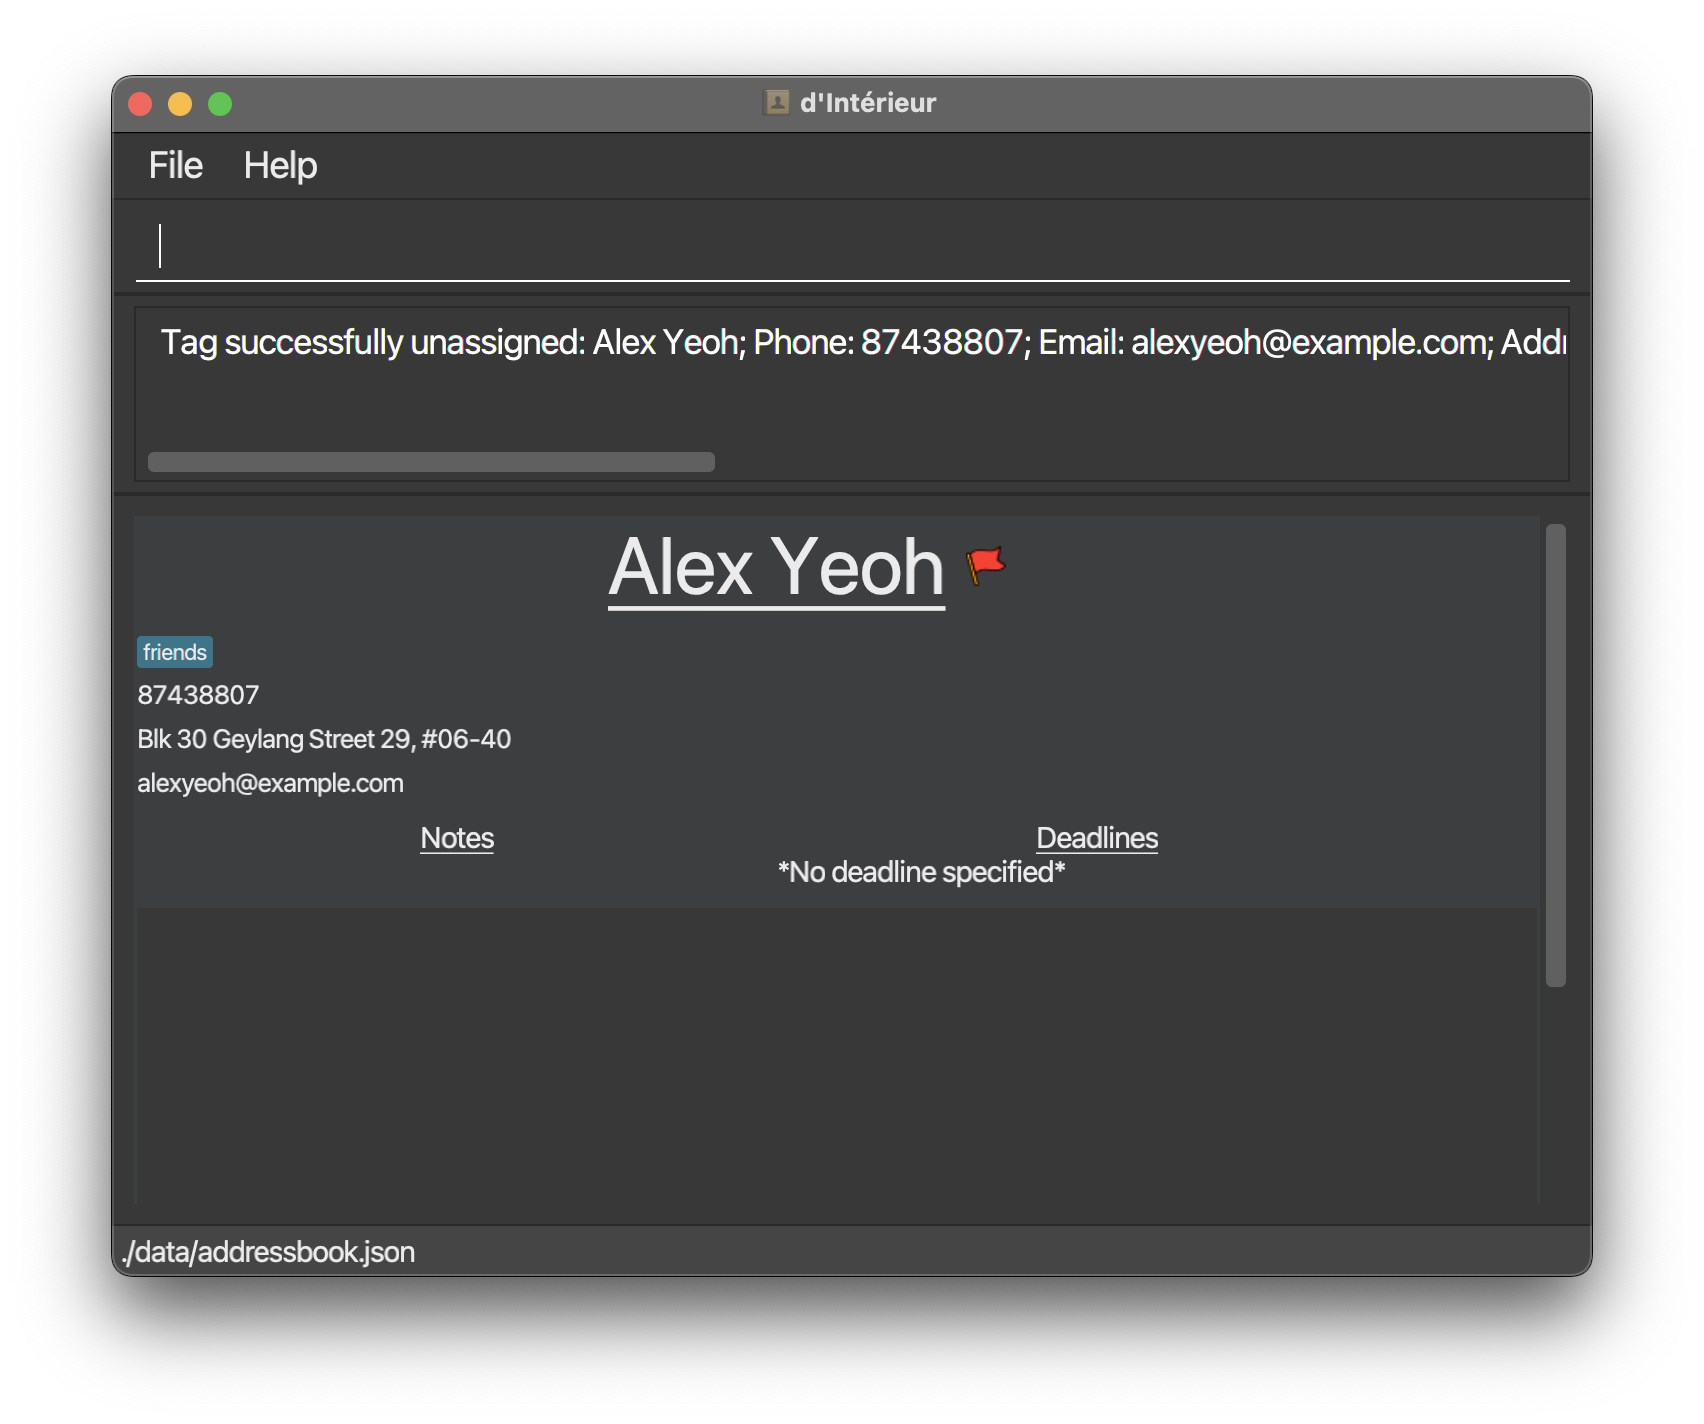 d'Intérieur
File Help
Tag successfully unassigned: Alex Yeoh; Phone: 87438807; Email: alexyeoh@example.com; Addr
Alex Yeoh
friends
87438807
Blk 30 Geylang Street 29, #06-40
alexyeoh@example.com
Notes Deadlines
*No deadline specified*
./data/addressbook.json